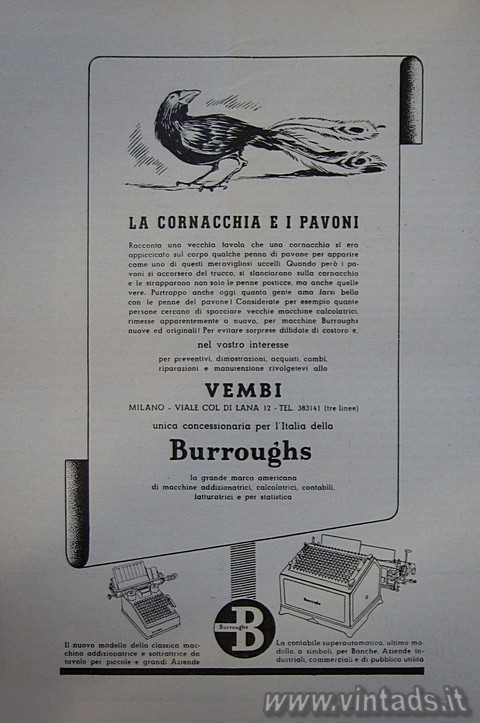 LA CORNACCHIA E I PAVONI
Racconta una vecchia favola che una cornacchia si era
appiccicato sul corpo qualche penna di pavone per apparire
come uno di questi meravigliosi uccelli. Quando però i pa-
voni si accorsero del trucco, si slanciarono sulla cornacchia
e le strapparono non solo le penne posticce, ma anche quelle
vere. Purtroppo anche oggi quanta gente ama farsi bello
con le penne del pavone! Considerate per esempio quante
persone cercano di spacciare vecchie macchine calcolatrici,
rimesse apparentemente a nuovo, per macchine Burroughs
nuove ed originali! Per evitare sorprese diffidate di costoro e,
nel vostro interesse
per preventivi, dimostrazioni, acquisti, cambi,
riparazioni e manutenzione rivolgetevi alla
VEMBI
MILANO - VIALE COL DI LANA 12 - TEL. 383141 (tre linee)
unica concessionaria per l'Italia della
Burroughs
la grande marca americana
di macchine addizionatrici, calcolatrici, contabili,
fatturatrici e per statistica
Burroughs
B
Burroughs
Il nuovo modello della classica mac-
china addizionatrice e sottrattrice da
tavolo per piccole e grandi Aziende
La contabile superautomatica, ultimo mo-
dello a simboli, per Banche, Aziende in-
dustriali, commerciali e di pubblica utilità
www.vintads.it